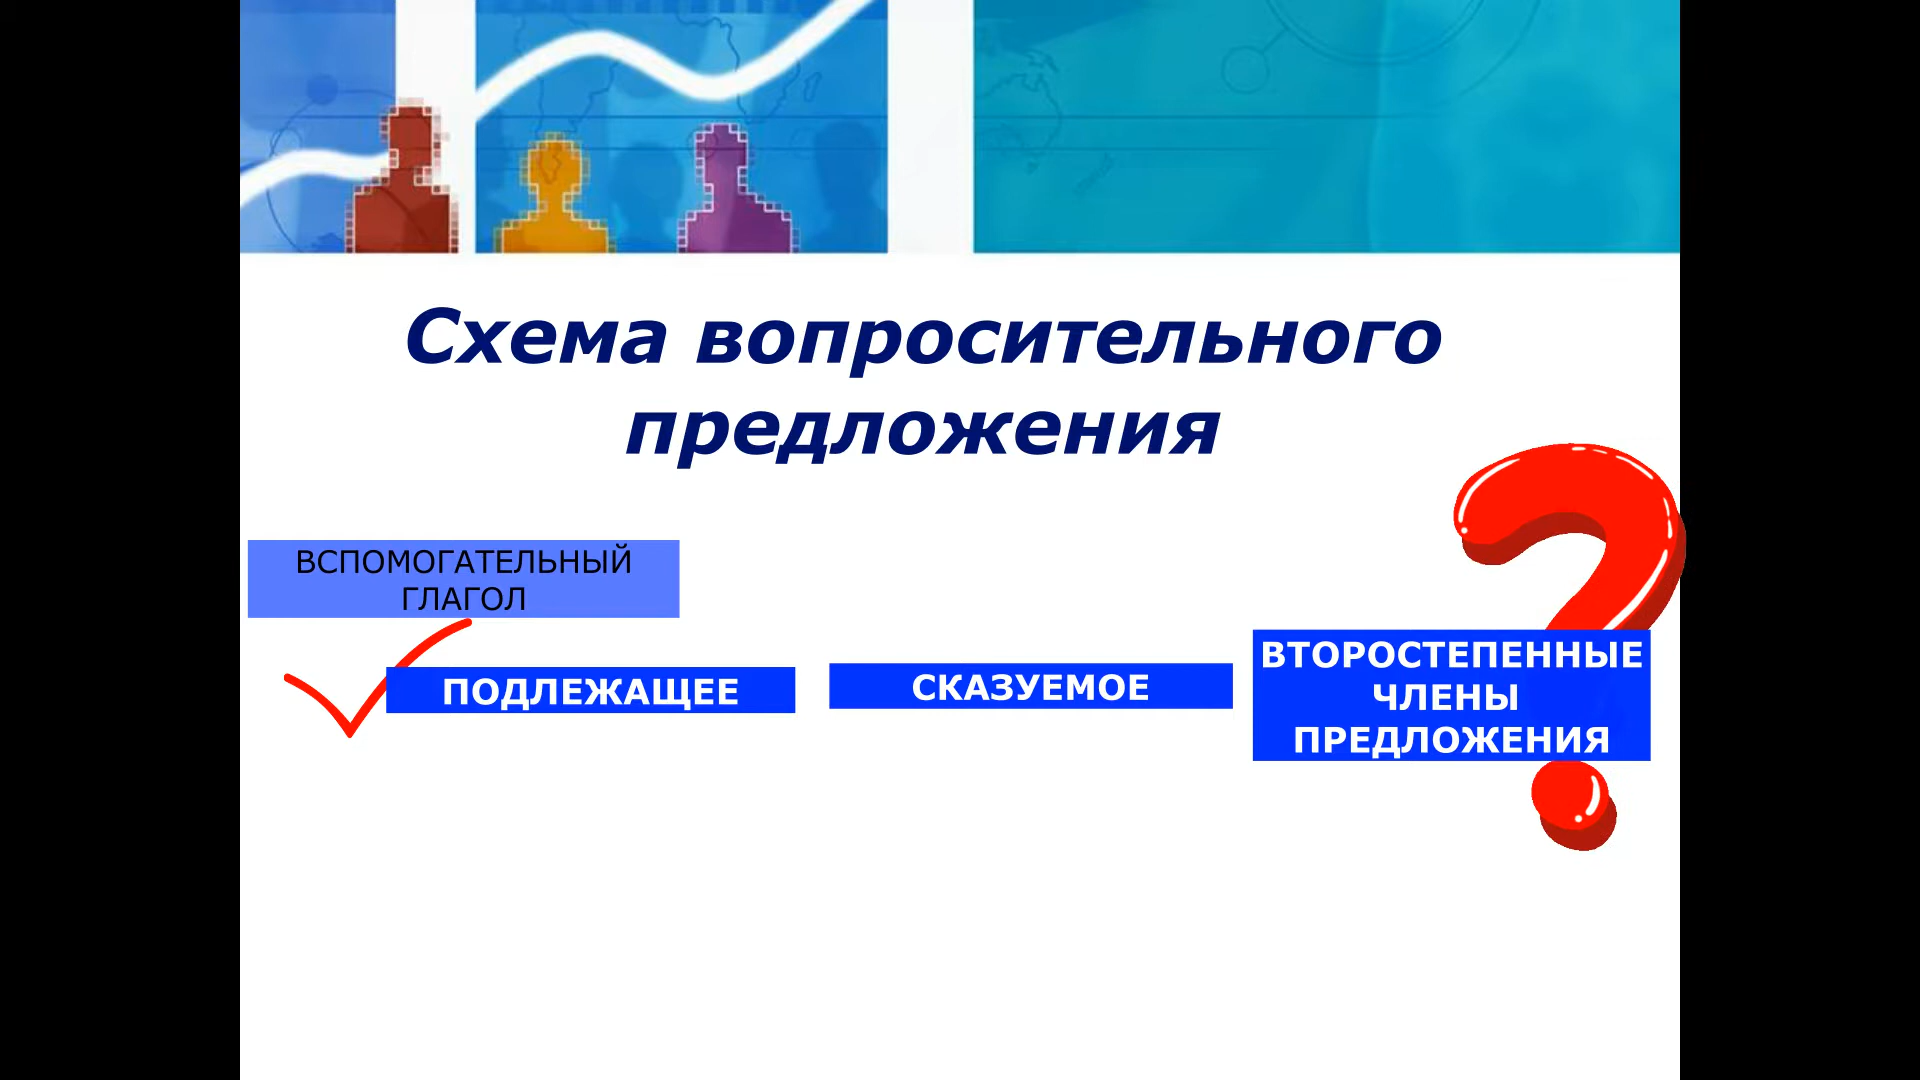 Схема вопросительного
предложения
ВСПОМОГАТЕЛЬНЫЙ
ГЛАГОЛ
ПОДЛЕЖАЩЕЕ
СКАЗУЕМОЕ
ВТОРОСТЕПЕННЫЕ
ЧЛЕНЫ
ПРЕДЛОЖЕНИЯ
?